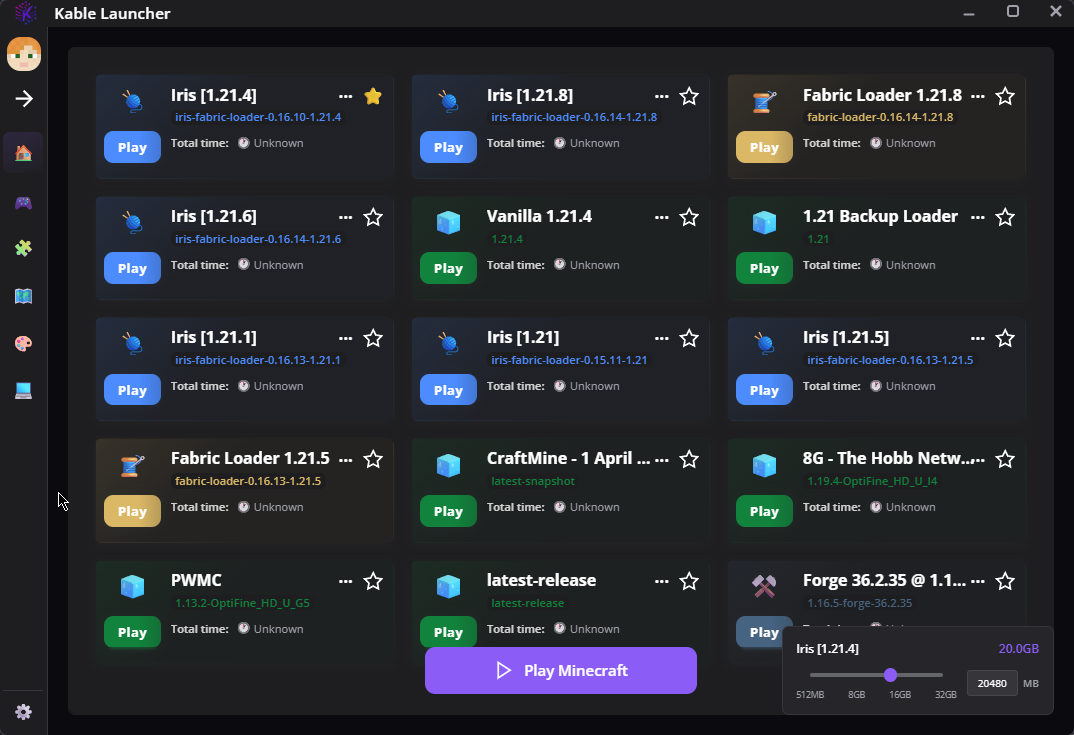 Kable Launcher
Iris [1.21.4]
iris-fabric-loader-0.16.10-1.21.4
Play
Total time: Unknown
Iris [1.21.8]
iris-fabric-loader-0.16.14-1.21.8
Play
Total time: Unknown
Fabric Loader 1.21.8
fabric-loader-0.16.14-1.21.8
Play
Total time: Unknown
Iris [1.21.6]
iris-fabric-loader-0.16.14-1.21.6
Play
Total time: Unknown
Vanilla 1.21.4
1.21.4
Play
Total time: Unknown
1.21 Backup Loader
1.21
Play
Total time: Unknown
Iris [1.21.1]
iris-fabric-loader-0.16.13-1.21.1
Play
Total time: Unknown
Iris [1.21]
iris-fabric-loader-0.15.11-1.21
Play
Total time: Unknown
Iris [1.21.5]
iris-fabric-loader-0.16.13-1.21.5
Play
Total time: Unknown
Fabric Loader 1.21.5
fabric-loader-0.16.13-1.21.5
Play
Total time: Unknown
CraftMine - 1 April ...
latest-snapshot
Play
Total time: Unknown
8G - The Hobb Netw...
1.19.4-OptiFine_HD_U_I4
Play
Total time: Unknown
PWMC
1.13.2-OptiFine_HD_U_G5
Play
Total time: Unknown
latest-release
latest-release
Play
Total time: Unknown
Forge 36.2.35 @ 1.1...
1.16.5-forge-36.2.35
Play
Play Minecraft
Iris [1.21.4] 20.0GB
512MB 8GB 16GB 32GB
20480 MB